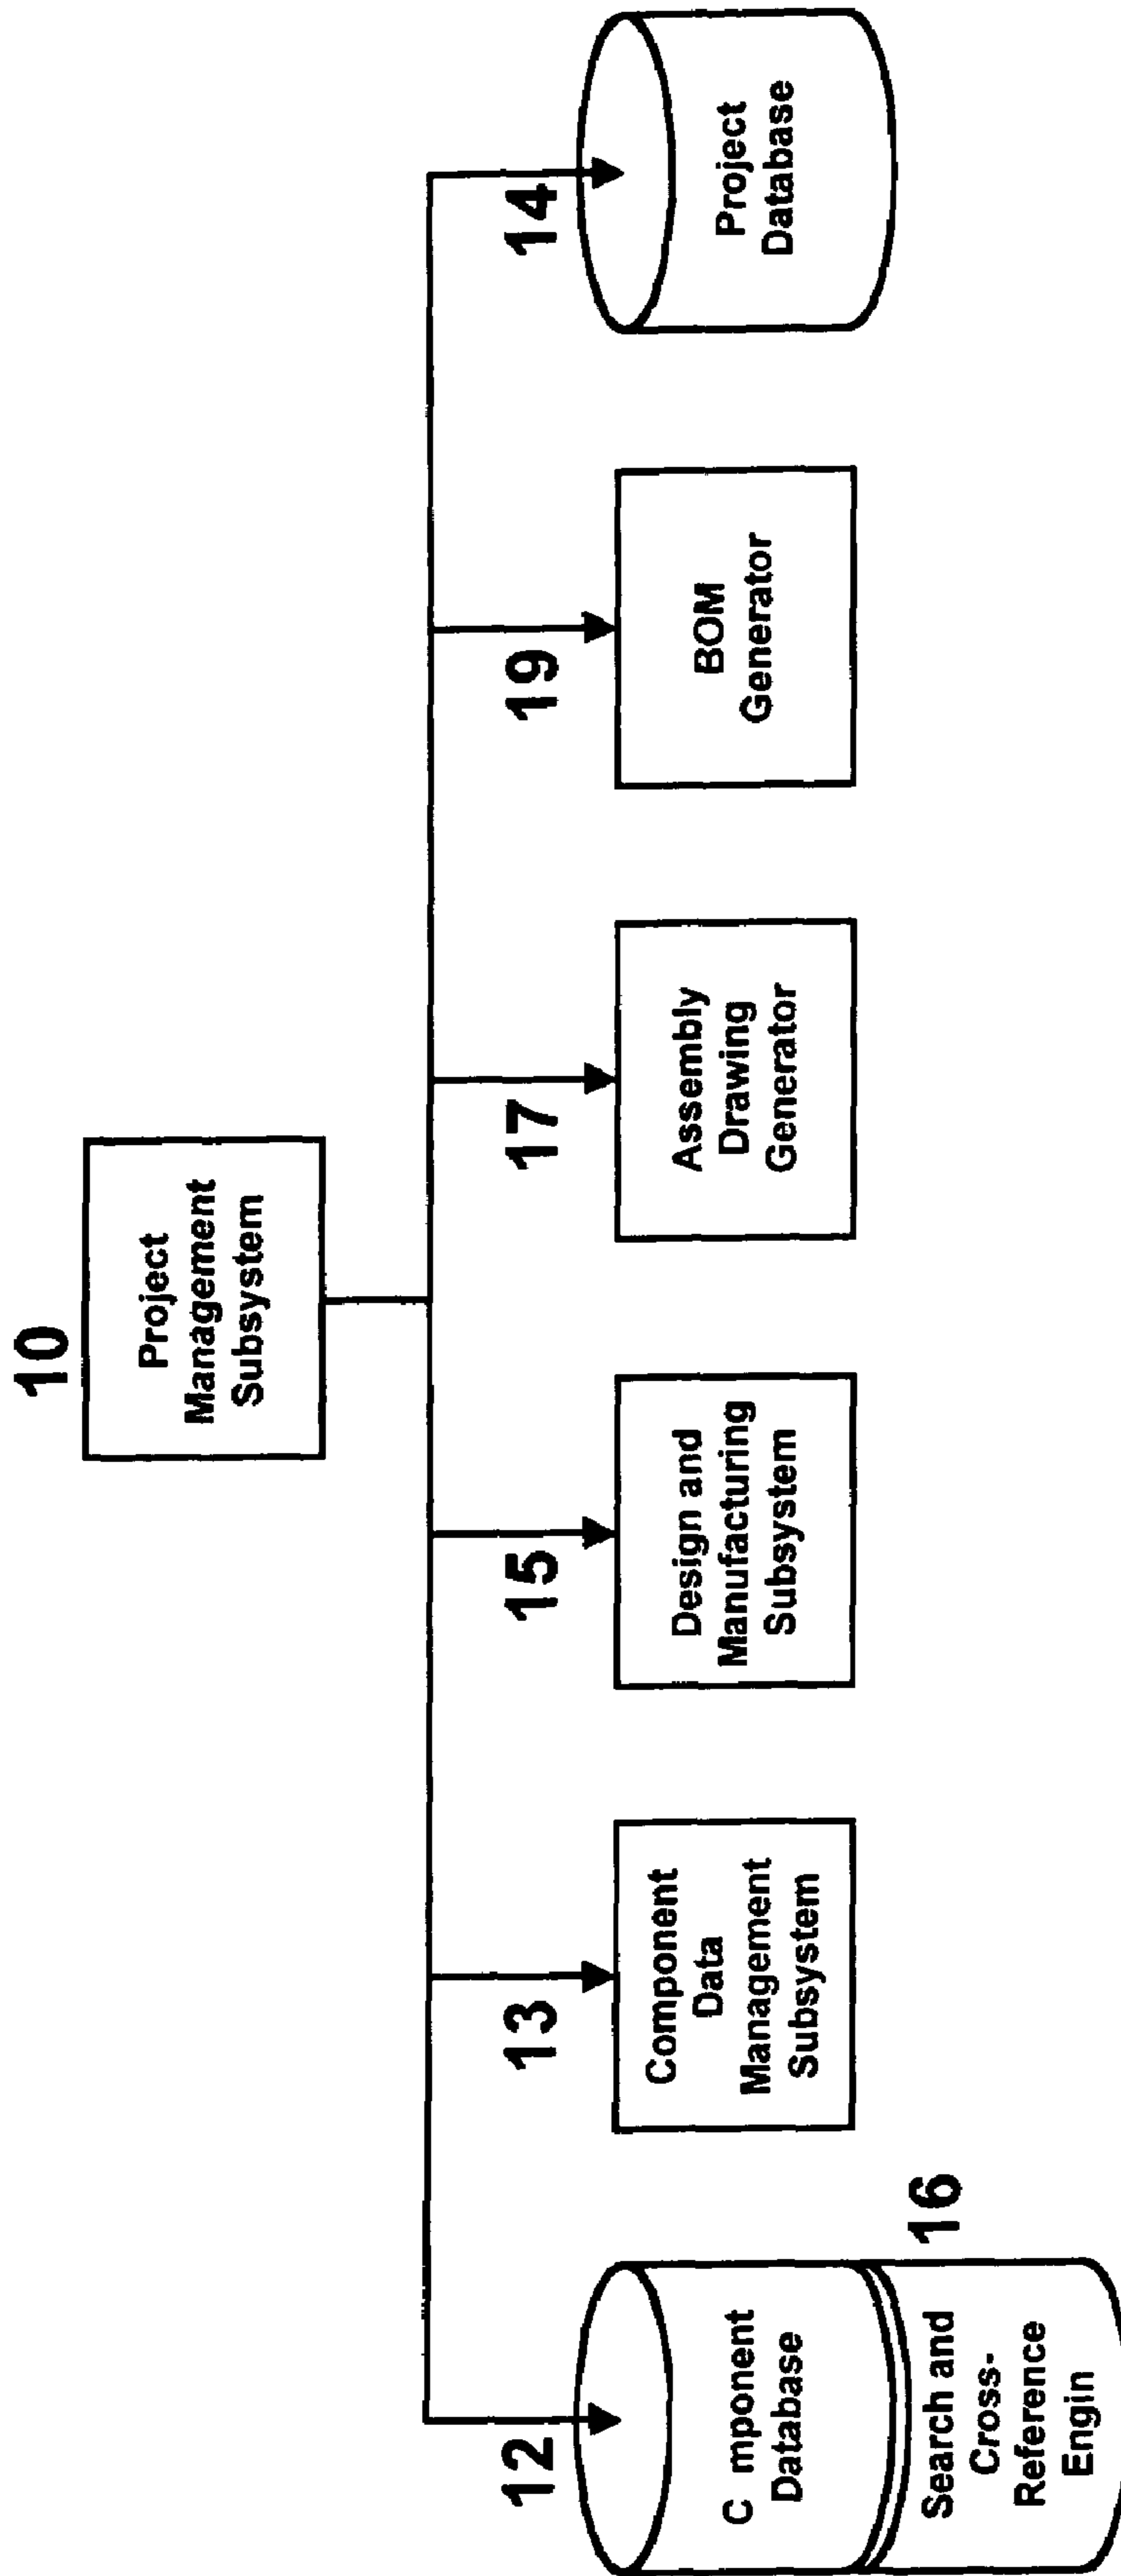 10
Project
Management
Subsystem
12
C mponent
Database
16
Search and
Cross-
Reference
Engin
13
Component
Data
Management
Subsystem
15
Design and
Manufacturing
Subsystem
17
Assembly
Drawing
Generator
19
BOM
Generator
14
Project
Database